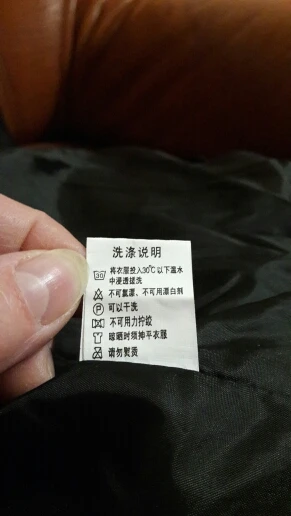 洗涤说明
30
将衣服投入30℃以下温水
中浸透搓洗
不可氯漂、不可用漂白剂
P
可以干洗
不可用力拧绞
晾晒时须抻平衣服
请勿熨烫